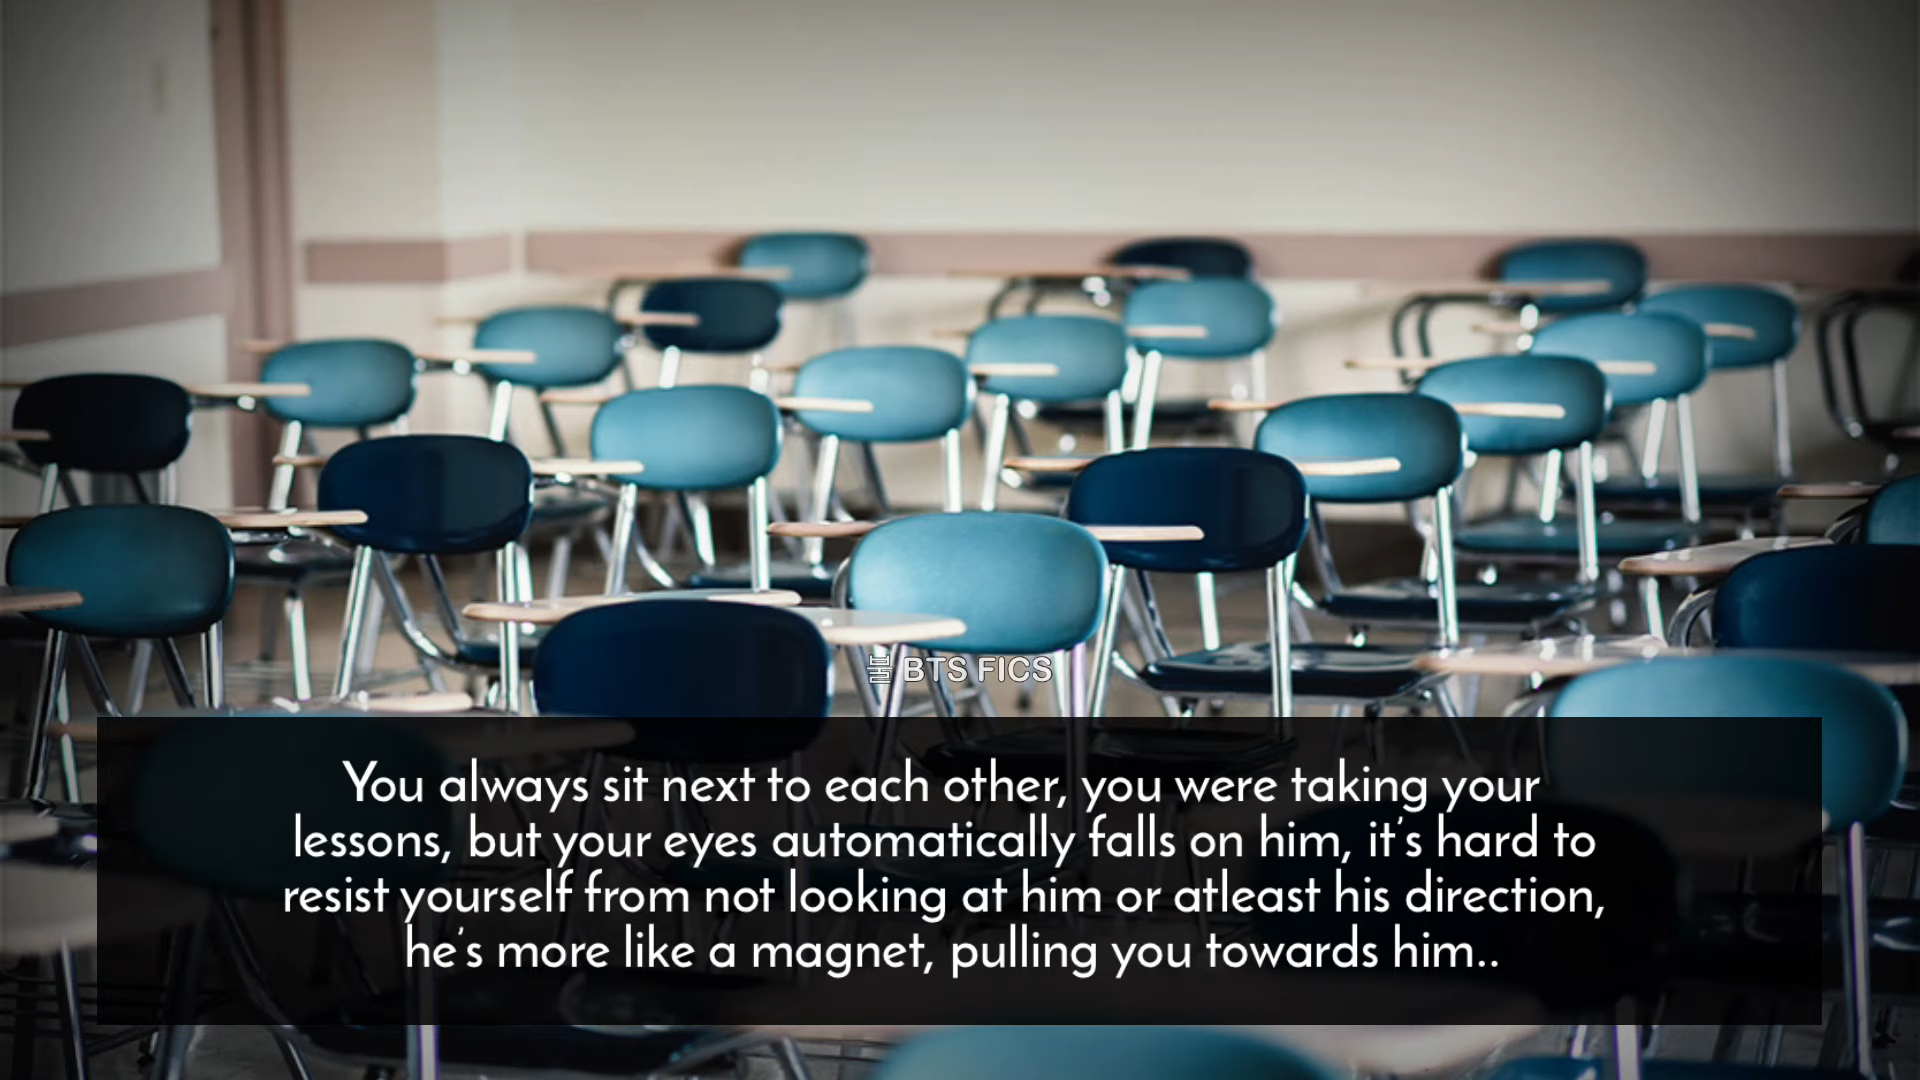 불 BTS FICS
You always sit next to each other, you were taking your
lessons, but your eyes automatically falls on him, it's hard to
resist yourself from not looking at him or atleast his direction,
he's more like a magnet, pulling you towards him..